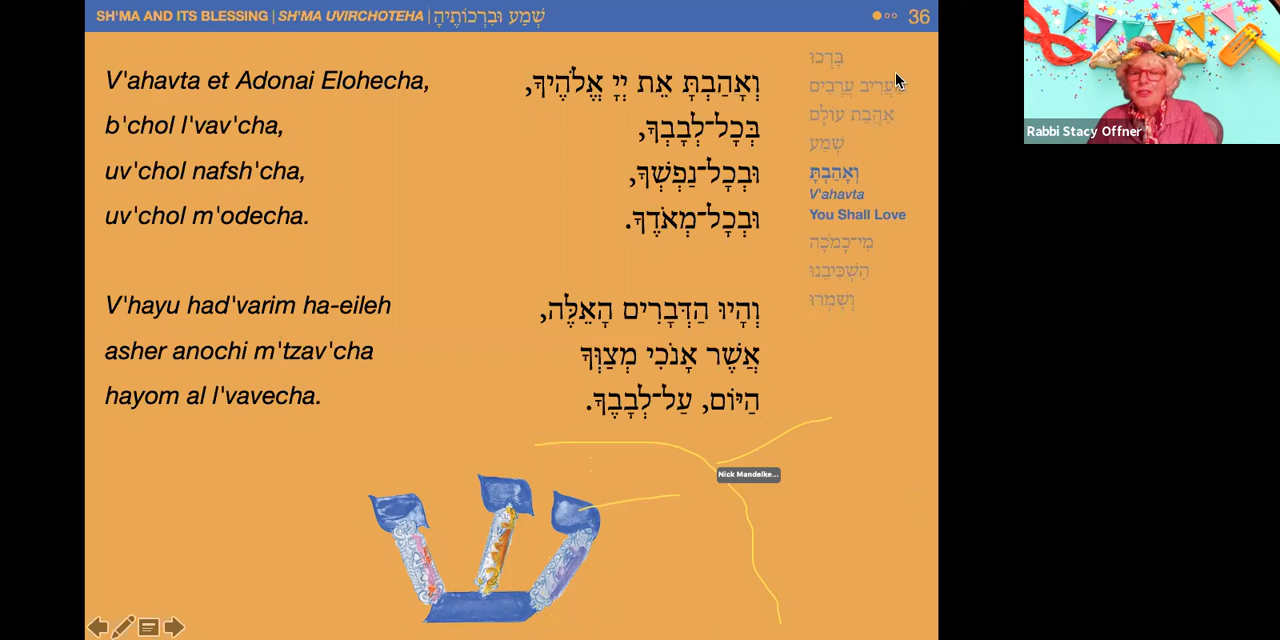 SH'MA AND ITS BLESSING | SH'MA UVIRCHOTEHA | שְׁמַע וּבִרְכוֹתֶיהָ
36
V'ahavta et Adonai Elohecha,
b'chol l'vav'cha,
uv'chol nafsh'cha,
uv'chol m'odecha.
V'hayu had'varim ha-eileh
asher anochi m'tzav'cha
hayom al l'vavecha.
וְאָהַבְתָּ אֵת יְיָ אֱלֹהֶיךָ,
בְּכָל־לְבָבְךָ,
וּבְכָל־נַפְשְׁךָ,
וּבְכָל־מְאֹדֶךָ.
וְהָיוּ הַדְּבָרִים הָאֵלֶּה,
אֲשֶׁר אָנֹכִי מְצַוְּךָ
הַיּוֹם, עַל־לְבָבֶךָ.
בָּרְכוּ
עֲרָבִים
אַהֲבַת עוֹלָם
שְׁמַע
וְאָהַבְתָּ
V'ahavta
You Shall Love
מִי־כָמֹכָה
הַשְׁכִּיבֵנוּ
וְשָׁמְרוּ
Nick Mandelke...
ש
Rabbi Stacy Offner